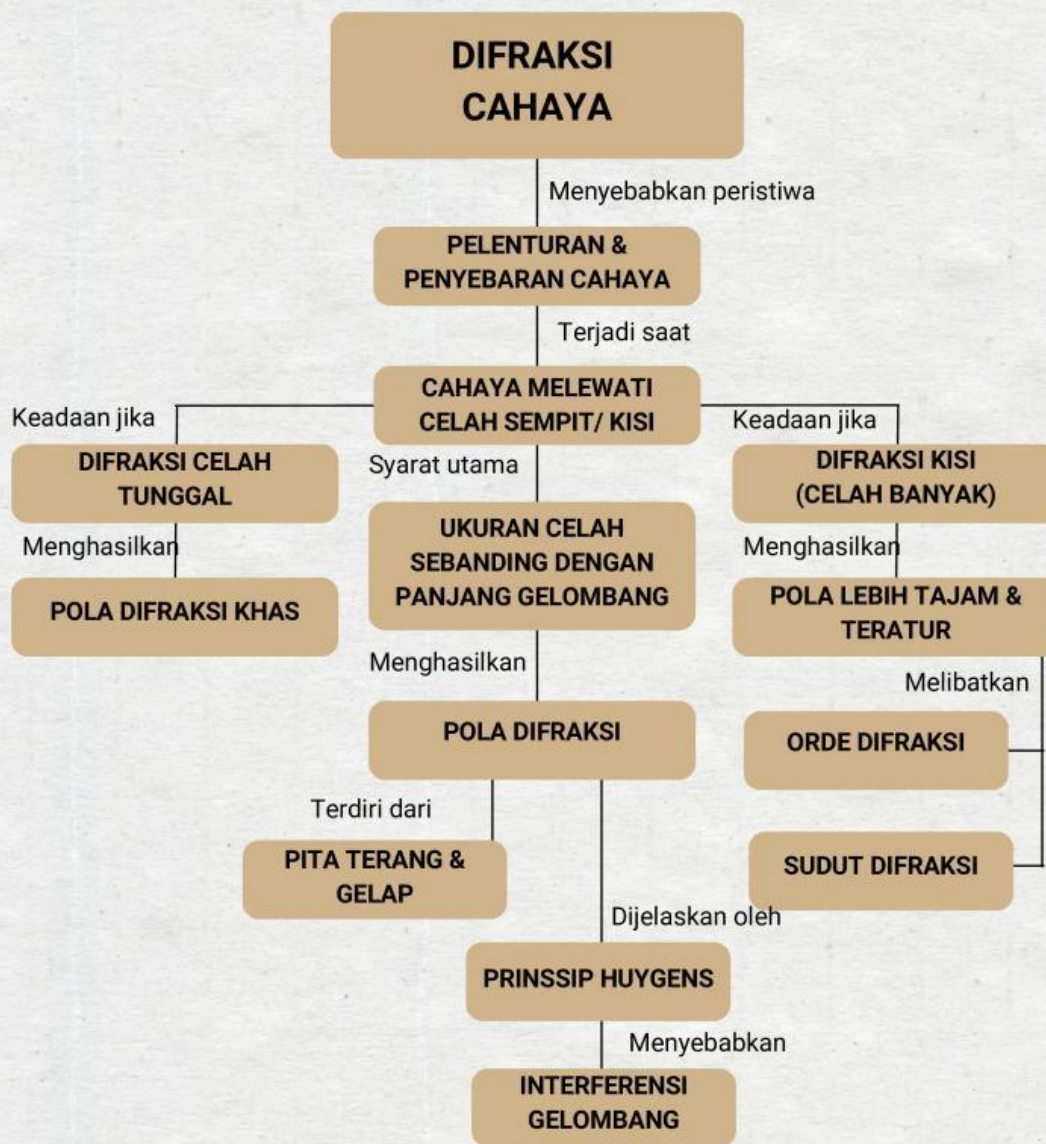 DIFRAKSI
CAHAYA
Menyebabkan peristiwa
PELENTURAN &
PENYEBARAN CAHAYA
Terjadi saat
CAHAYA MELEWATI
CELAH SEMPIT/ KISI
Keadaan jika
DIFRAKSI CELAH
TUNGGAL
Menghasilkan
POLA DIFRAKSI KHAS
Syarat utama
UKURAN CELAH
SEBANDING DENGAN
PANJANG GELOMBANG
Menghasilkan
POLA DIFRAKSI
Terdiri dari
PITA TERANG &
GELAP
Dijelaskan oleh
PRINSSIP HUYGENS
Menyebabkan
INTERFERENSI
GELOMBANG
Keadaan jika
DIFRAKSI KISI
(CELAH BANYAK)
Menghasilkan
POLA LEBIH TAJAM &
TERATUR
Melibatkan
ORDE DIFRAKSI
SUDUT DIFRAKSI